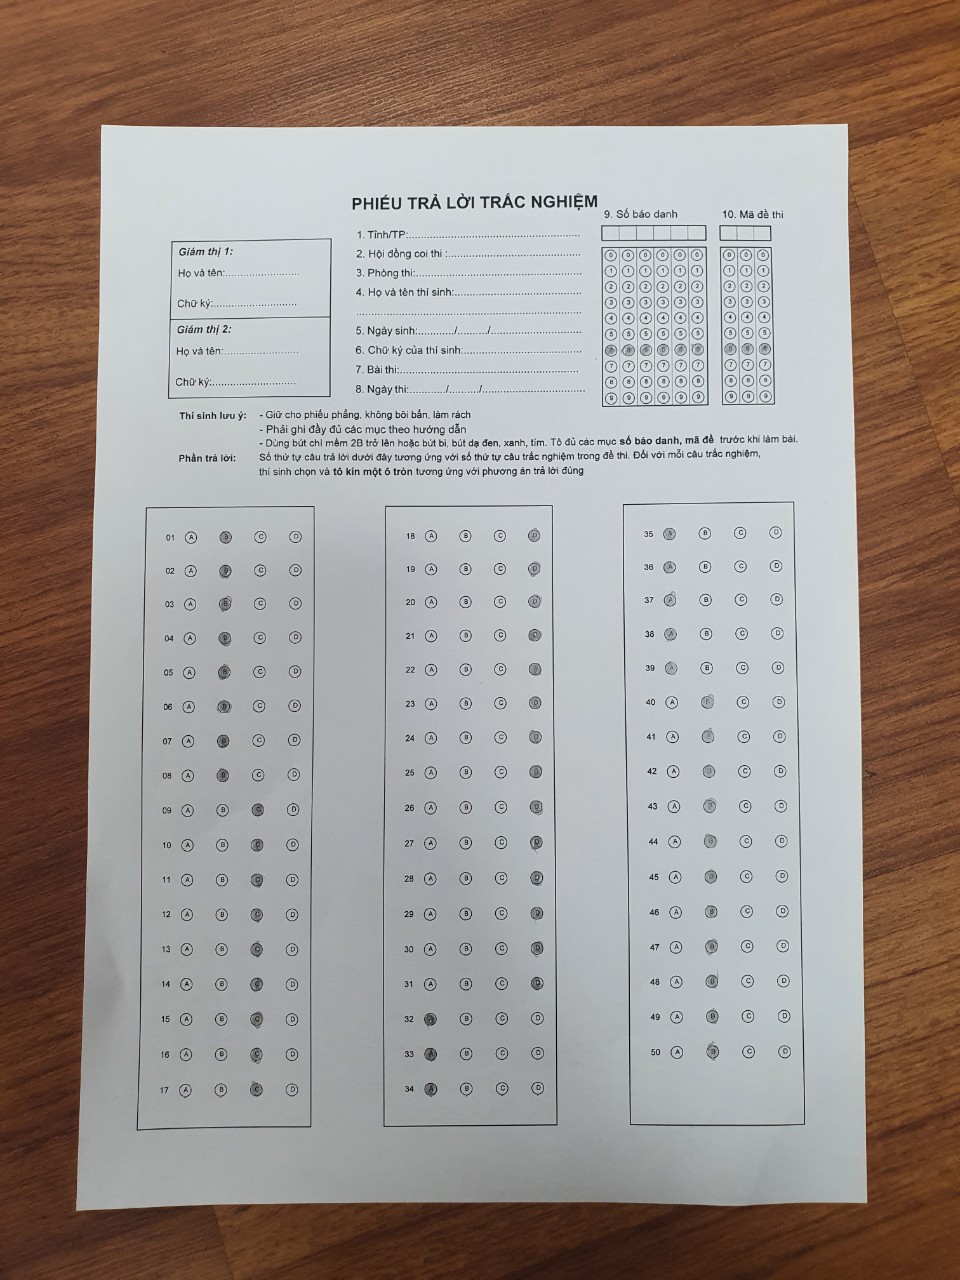 PHIẾU TRẢ LỜI TRẮC NGHIỆM
Giám thị 1:
Họ và tên:.........................
Chữ ký:............................
Giám thị 2:
Họ và tên:.........................
Chữ ký:............................
1. Tỉnh/TP:..........................................................
2. Hội đồng coi thi :.............................................
3. Phòng thi:........................................................
4. Họ và tên thí sinh:...........................................
...........................................................................
5. Ngày sinh:............/........../...............................
6. Chữ ký của thí sinh:........................................
7. Bài thi:............................................................
8. Ngày thi:............/........../...................................
9. Số báo danh
10. Mã đề thi
0 0 0 0 0 0 0 0 0
1 1 1 1 1 1 1 1 1
2 2 2 2 2 2 2 2 2
3 3 3 3 3 3 3 3 3
4 4 4 4 4 4 4 4 4
5 5 5 5 5 5 5 5 5
7 7 7 7 7 7 7 7 7
8 8 8 8 8 8 8 8 8
9 9 9 9 9 9 9 9 9
Thí sinh lưu ý: - Giữ cho phiếu phẳng, không bôi bẩn, làm rách
- Phải ghi đầy đủ các mục theo hướng dẫn
- Dùng bút chì mềm 2B trở lên hoặc bút bi, bút dạ đen, xanh, tím. Tô đủ các mục số báo danh, mã đề trước khi làm bài.
Phần trả lời: Số thứ tự câu trả lời dưới đây tương ứng với số thứ tự câu trắc nghiệm trong đề thi. Đối với mỗi câu trắc nghiệm,
thí sinh chọn và tô kín một ô tròn tương ứng với phương án trả lời đúng
01 A B C D
02 A B C D
03 A B C D
04 A B C D
05 A B C D
06 A B C D
07 A B C D
08 A B C D
09 A B C D
10 A B C D
11 A B C D
12 A B C D
13 A B C D
14 A B C D
15 A B C D
16 A B C D
17 A B C D
18 A B C D
19 A B C D
20 A B C D
21 A B C D
22 A B C D
23 A B C D
24 A B C D
25 A B C D
26 A B C D
27 A B C D
28 A B C D
29 A B C D
30 A B C D
31 A B C D
32 A B C D
33 A B C D
34 A B C D
35 A B C D
36 A B C D
37 A B C D
38 A B C D
39 A B C D
40 A B C D
41 A B C D
42 A B C D
43 A B C D
44 A B C D
45 A B C D
46 A B C D
47 A B C D
48 A B C D
49 A B C D
50 A B C D